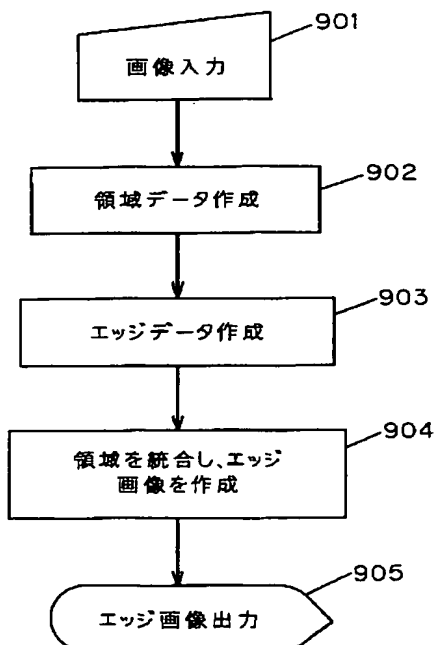 901
画像入力
902
領域データ作成
903
エッジデータ作成
904
領域を統合し、エッジ
画像を作成
905
エッジ画像出力